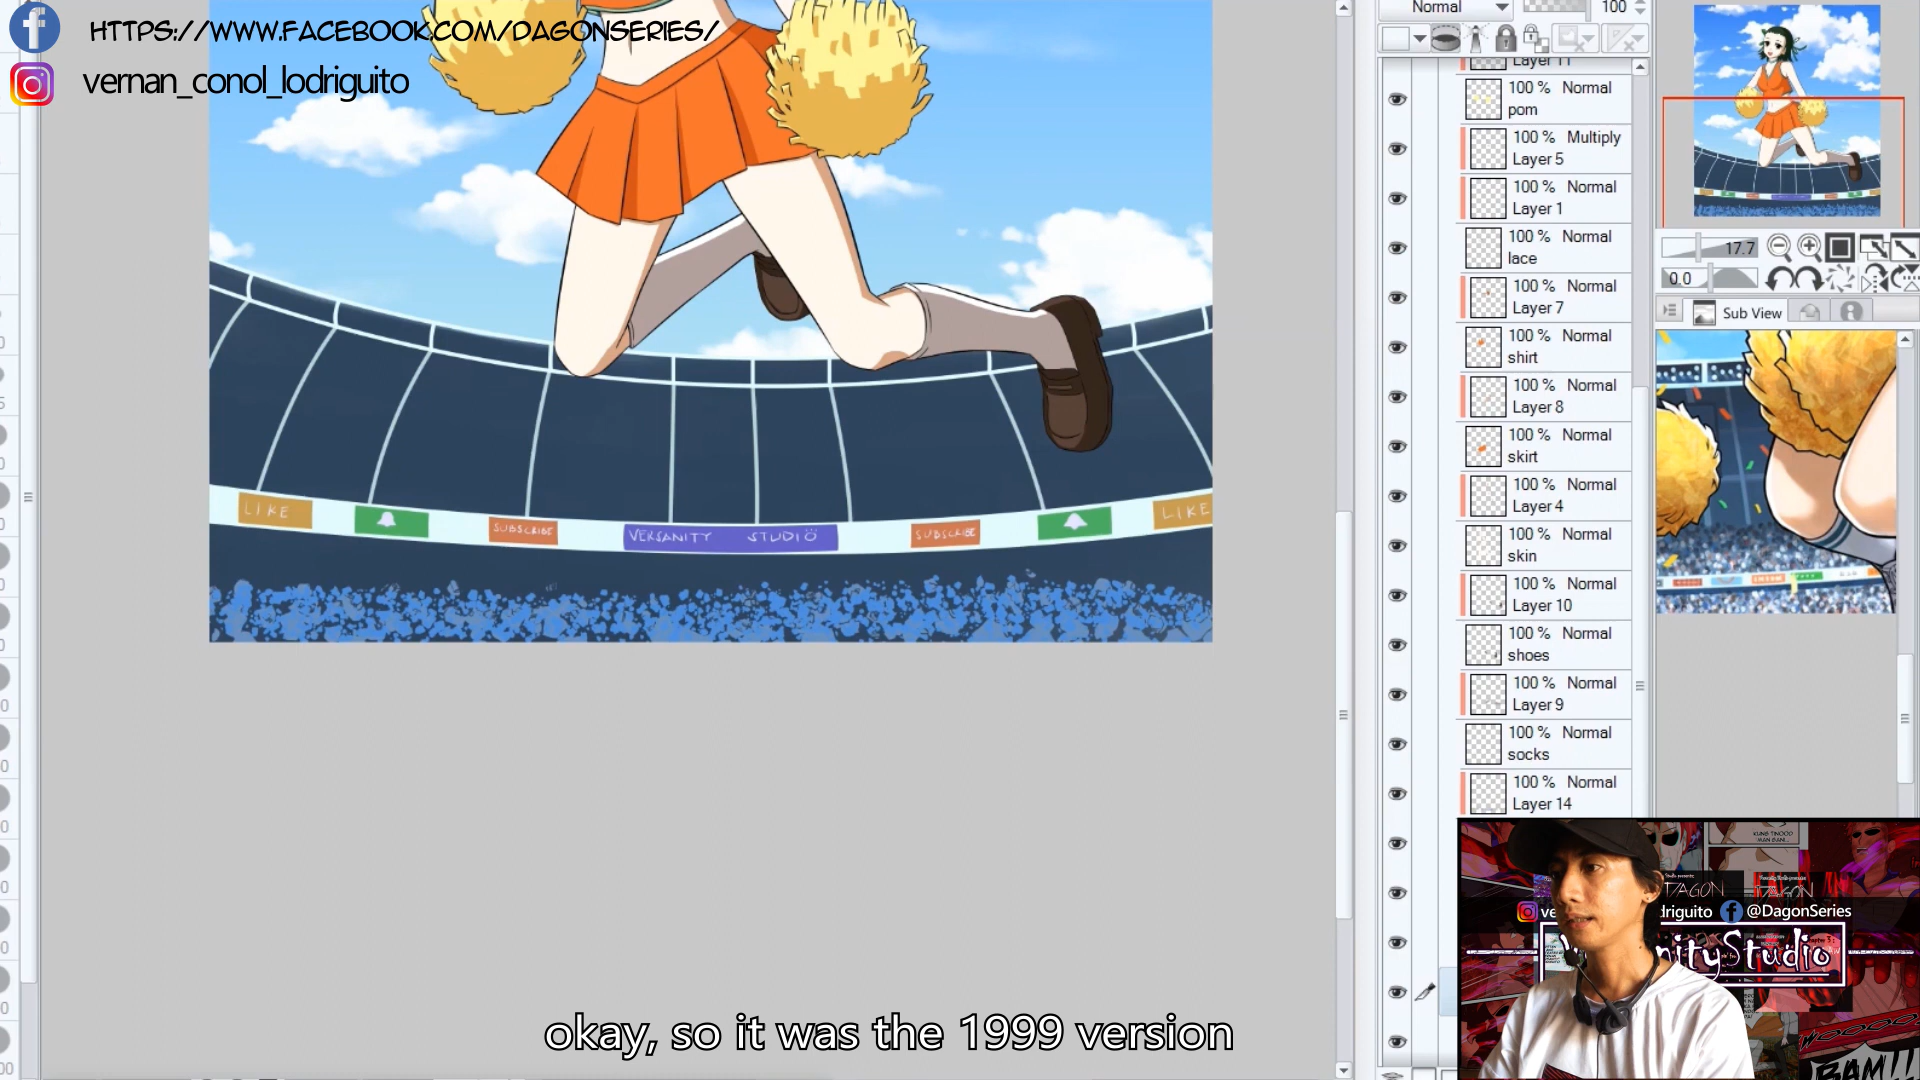 HTTPS://WWW.FACEBOOK.COM/DAGONSERIES/
vernan_conol_lodriguito
Normal 100
Layer 11
100 % Normal
pom
100 % Multiply
Layer 5
100 % Normal
Layer 1
100 % Normal
lace
100 % Normal
Layer 7
100 % Normal
shirt
100 % Normal
Layer 8
100 % Normal
skirt
100 % Normal
Layer 4
100 % Normal
skin
100 % Normal
Layer 10
100 % Normal
shoes
100 % Normal
Layer 9
100 % Normal
socks
100 % Normal
Layer 14
17.7
0.0
Sub View
LIKE
SUBSCRIBE
VERSANITY STUDIO
SUBSCRIBE
LIKE
DAGON
driguito @DagonSeries
nityStudio
BAM!!
okay, so it was the 1999 version